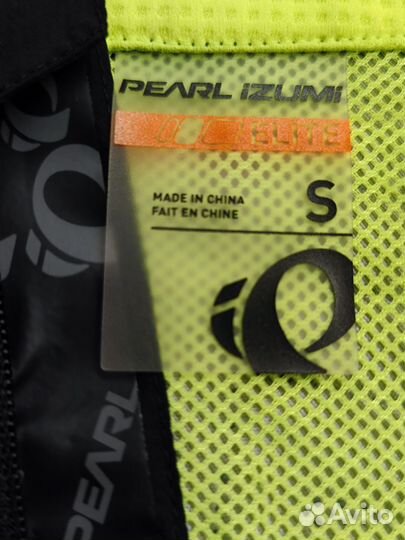 PEARL iZUMi
ELITE
MADE IN CHINA
FAIT EN CHINE
S
PEARL
Avito